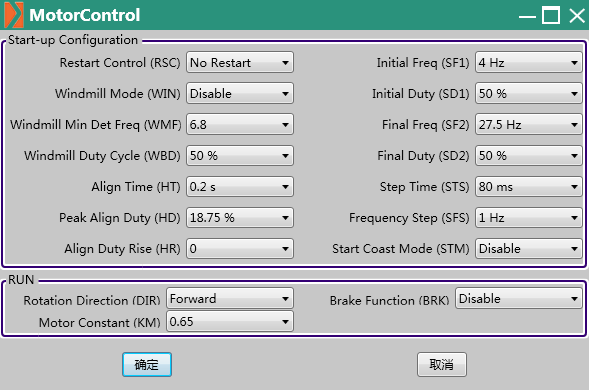 MotorControl
Start-up Configuration
Restart Control (RSC) No Restart Initial Freq (SF1) 4 Hz
Windmill Mode (WIN) Disable Initial Duty (SD1) 50 %
Windmill Min Det Freq (WMF) 6.8 Final Freq (SF2) 27.5 Hz
Windmill Duty Cycle (WBD) 50 % Final Duty (SD2) 50 %
Align Time (HT) 0.2 s Step Time (STS) 80 ms
Peak Align Duty (HD) 18.75 % Frequency Step (SFS) 1 Hz
Align Duty Rise (HR) 0 Start Coast Mode (STM) Disable
RUN
Rotation Direction (DIR) Forward Brake Function (BRK) Disable
Motor Constant (KM) 0.65
确定 取消